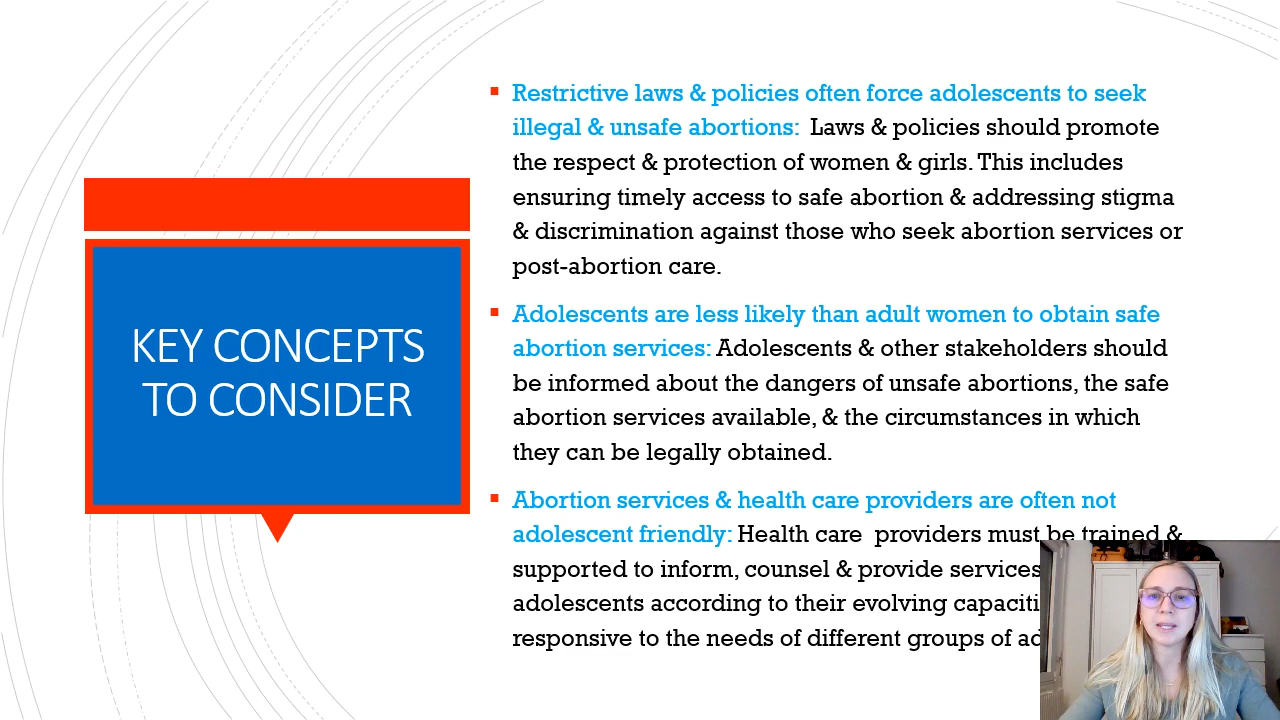 KEY CONCEPTS
TO CONSIDER
Restrictive laws & policies often force adolescents to seek
illegal & unsafe abortions: Laws & policies should promote
the respect & protection of women & girls. This includes
ensuring timely access to safe abortion & addressing stigma
& discrimination against those who seek abortion services or
post-abortion care.
Adolescents are less likely than adult women to obtain safe
abortion services: Adolescents & other stakeholders should
be informed about the dangers of unsafe abortions, the safe
abortion services available, & the circumstances in which
they can be legally obtained.
Abortion services & health care providers are often not
adolescent friendly: Health care providers must be trained &
supported to inform, counsel & provide services
adolescents according to their evolving
responsive to the needs of different groups of